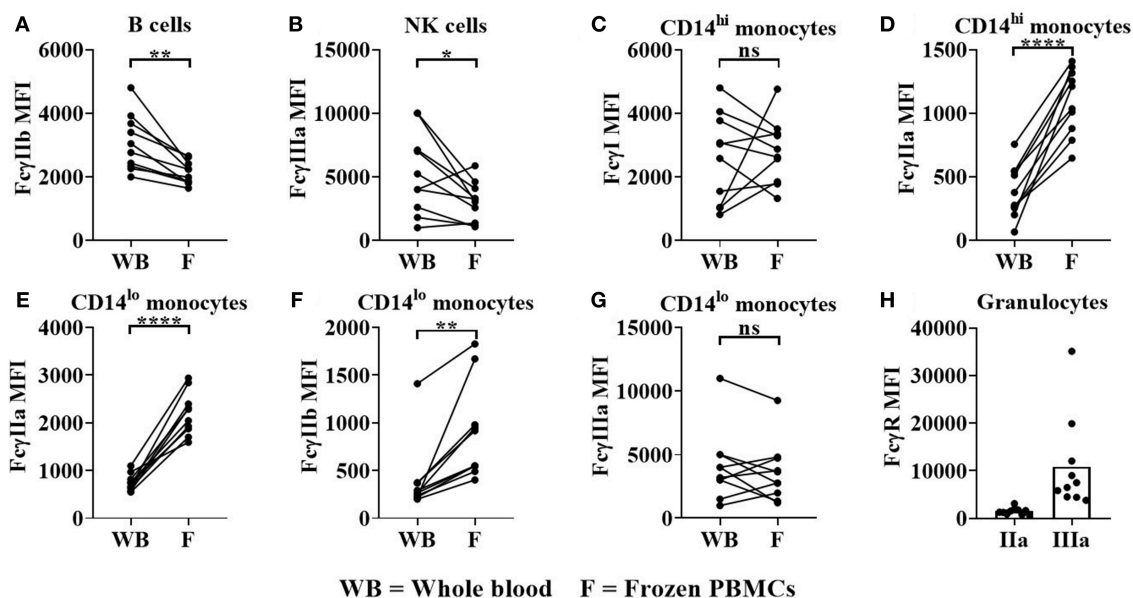 A B cells
**
FcγIIb MFI
6000
4000
2000
0
WB F
B NK cells
*
FcγIIIa MFI
15000
10000
5000
0
WB F
C CD14hi monocytes
ns
FcγI MFI
6000
4000
2000
0
WB F
D CD14hi monocytes
****
FcγIIa MFI
1500
1000
500
0
WB F
E CD14lo monocytes
****
FcγIIa MFI
4000
3000
2000
1000
0
WB F
F CD14lo monocytes
**
FcγIIb MFI
2000
1500
1000
500
0
WB F
G CD14lo monocytes
ns
FcγIIIa MFI
15000
10000
5000
0
WB F
H Granulocytes
FcγR MFI
40000
30000
20000
10000
0
IIa IIIa
WB = Whole blood F = Frozen PBMCs